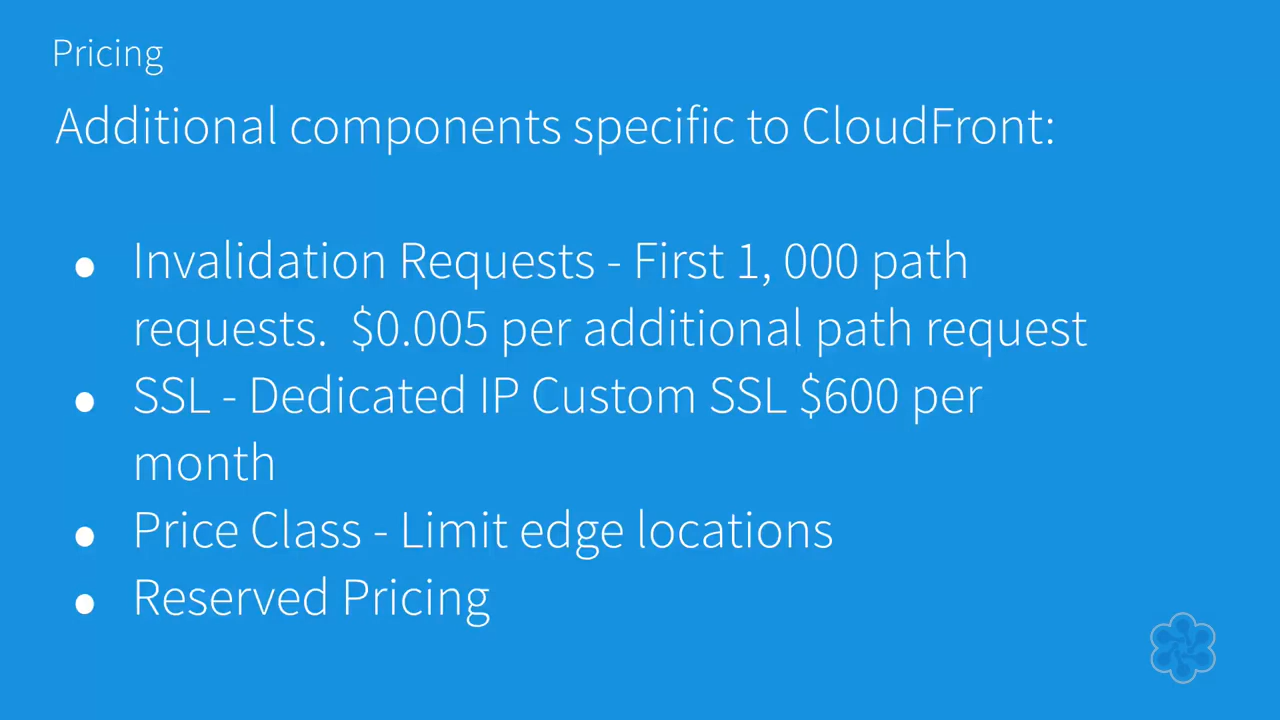 Pricing
Additional components specific to CloudFront:
● Invalidation Requests - First 1, 000 path
requests.  $0.005 per additional path request
● SSL - Dedicated IP Custom SSL $600 per
month
● Price Class - Limit edge locations
● Reserved Pricing